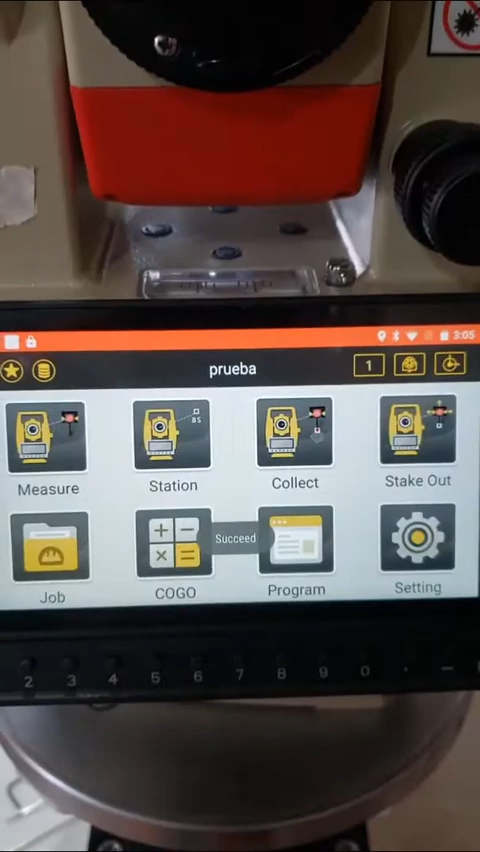 3:05
prueba
1
BS
Measure
Station
Collect
Stake Out
Succeed
Job
COGO
Program
Setting
2 3 4 5 6 7 8 9 0 . -